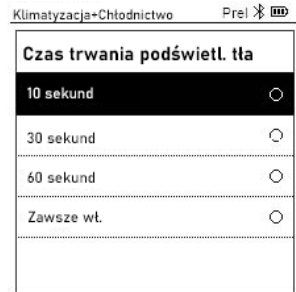 Klimatyzacja+Chłodnictwo Prel
Czas trwania podświetl. tła
10 sekund
30 sekund
60 sekund
Zawsze wł.